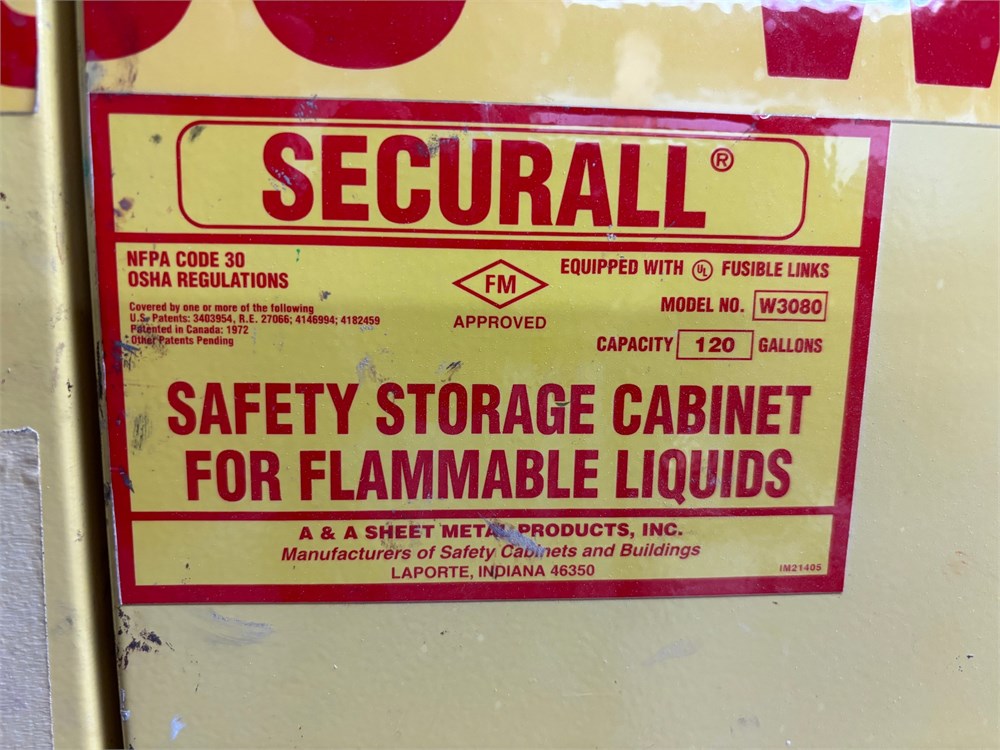 SECURALL®
NFPA CODE 30
OSHA REGULATIONS
Covered by one or more of the following
U.S. Patents: 3403954, R.E. 27066; 4146994; 4182459
Patented in Canada: 1972
Other Patents Pending
FM
APPROVED
EQUIPPED WITH UL FUSIBLE LINKS
MODEL NO. W3080
CAPACITY 120 GALLONS
SAFETY STORAGE CABINET
FOR FLAMMABLE LIQUIDS
A & A SHEET METAL PRODUCTS, INC.
Manufacturers of Safety Cabinets and Buildings
LAPORTE, INDIANA 46350
IM21405